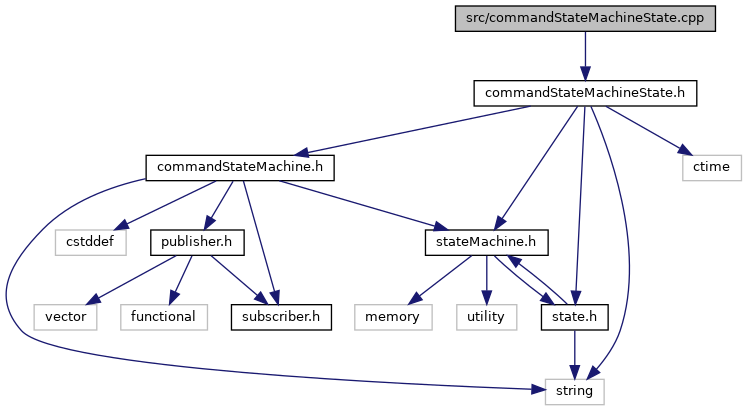 src/commandStateMachineState.cpp
commandStateMachineState.h
commandStateMachine.h
ctime
cstddef
publisher.h
stateMachine.h
vector
functional
subscriber.h
memory
utility
state.h
string